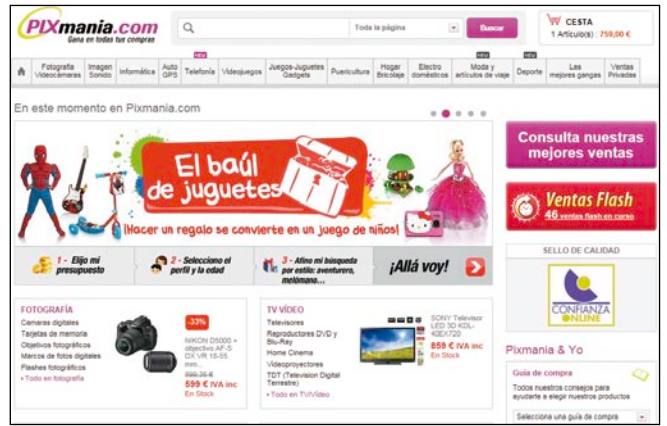 PIXmania.com
Gana en todas tus compras
Toda la página
Buscar
CESTA
1 Artículo(s) : 759,00 €
NEW
NEW
NEW
Fotografía Videocámaras
Imagen Sonido
Informática
Auto GPS
Telefonía
Videojuegos
Juegos-Juguetes Gadgets
Puericultura
Hogar Bricolaje
Electro domésticos
Moda y artículos de viaje
Deporte
Las mejores gangas
Ventas Privadas
En este momento en Pixmania.com
El baúl
de juguetes
¡Hacer un regalo se convierte en un juego de niños!
1 - Elijo mi
presupuesto
2 - Selecciono el
perfil y la edad
3 - Afino mi búsqueda
por estilo: aventurero,
melómano...
¡Allá voy!
Consulta nuestras
mejores ventas
Ventas Flash
46 ventas flash en curso
SELLO DE CALIDAD
CONFIANZA
ONLINE
FOTOGRAFÍA
Camaras digitales
Tarjetas de memoria
Objetivos fotográficos
Marcos de fotos digitales
Flashes fotográficos
Todo en fotografía
-33%
NIKON D5000 +
objectivo AF-S
DX VR 18-55
mm...
599 € IVA inc
En Stock
TV VÍDEO
Televisores
Reproductores DVD y
Blu-Ray
Home Cinema
Videoproyectores
TDT (Television Digital
Terrestre)
Todo en TV/Vídeo
SONY Televisor
LED 3D KDL-
40EX720
859 € IVA inc
En Stock
Pixmania & Yo
Guía de compra
Todos nuestros consejos para
ayudarte a elegir nuestros productos
Selecciona una guía de compra